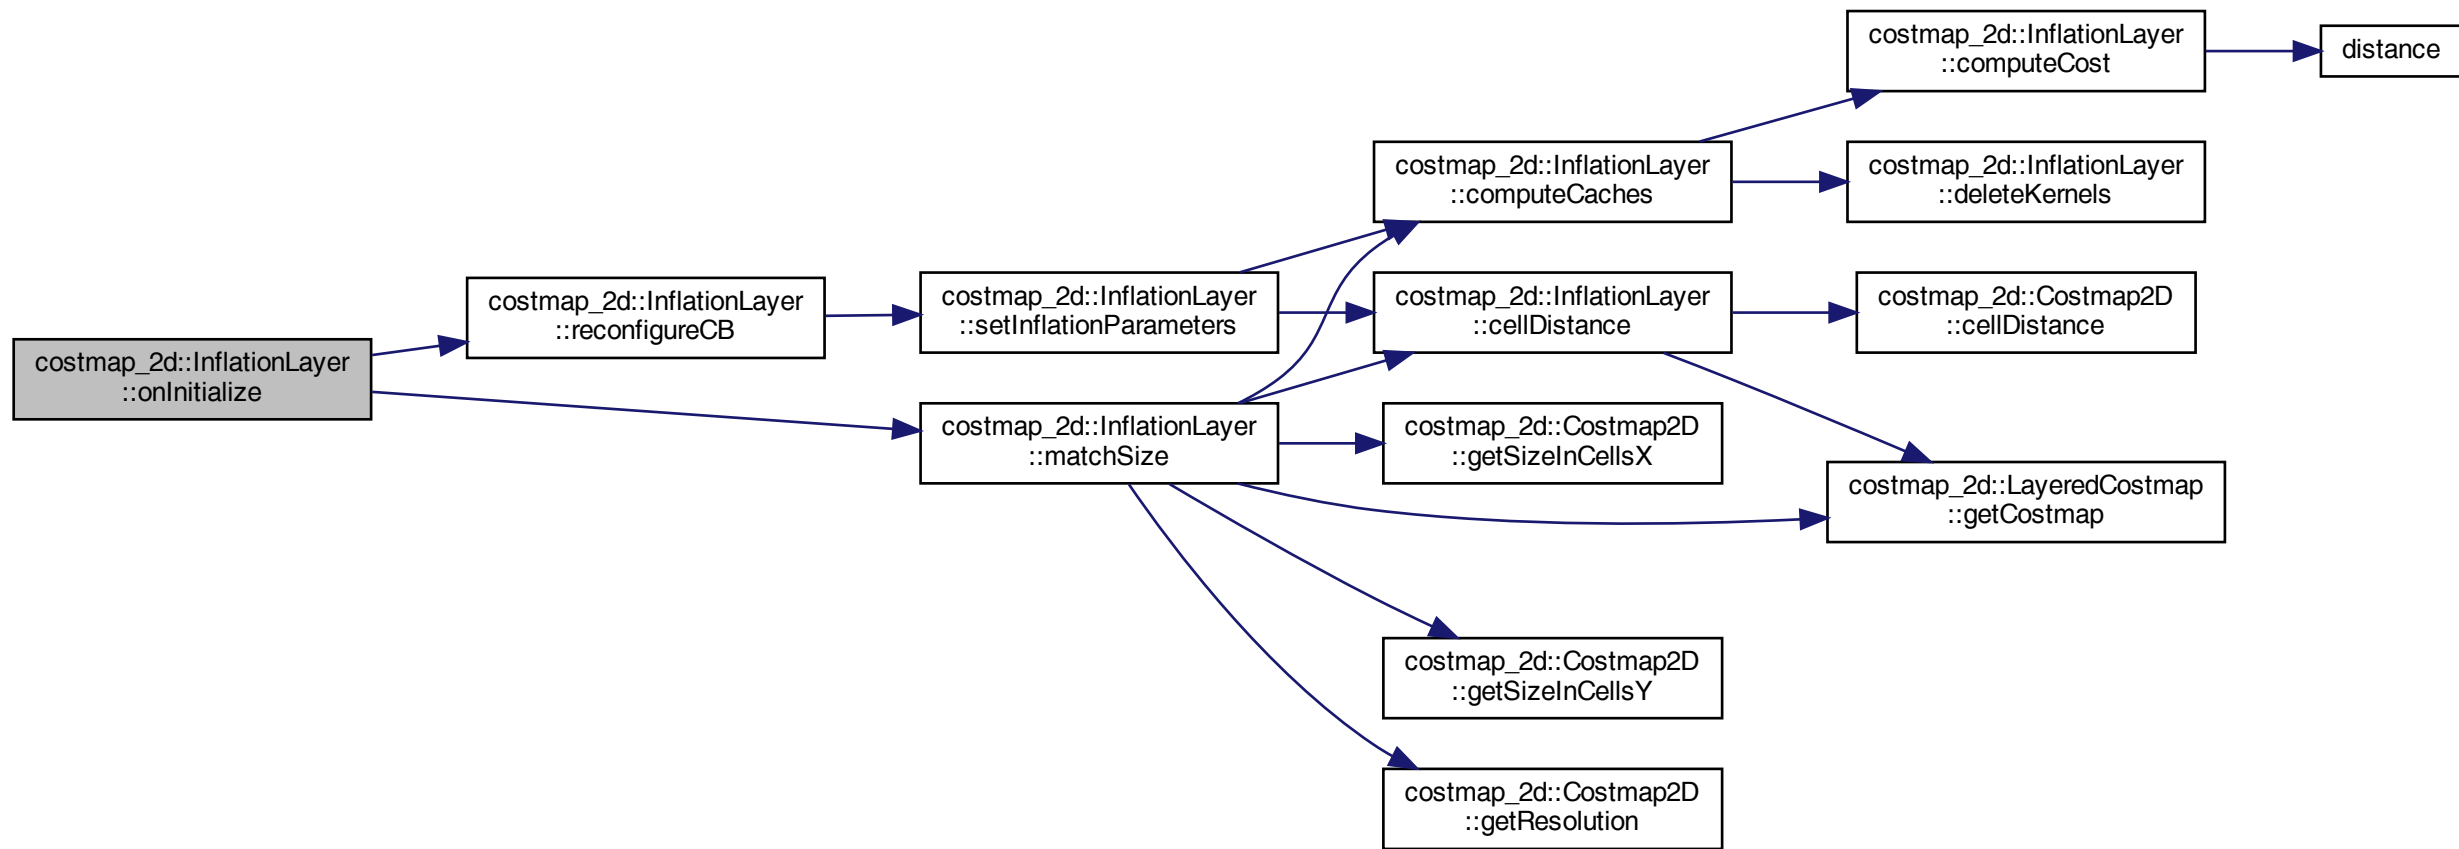 costmap_2d::InflationLayer
::onInitialize
costmap_2d::InflationLayer
::reconfigureCB
costmap_2d::InflationLayer
::setInflationParameters
costmap_2d::InflationLayer
::matchSize
costmap_2d::InflationLayer
::computeCaches
costmap_2d::InflationLayer
::cellDistance
costmap_2d::Costmap2D
::getSizeInCellsX
costmap_2d::Costmap2D
::getSizeInCellsY
costmap_2d::Costmap2D
::getResolution
costmap_2d::InflationLayer
::computeCost
costmap_2d::InflationLayer
::deleteKernels
costmap_2d::Costmap2D
::cellDistance
costmap_2d::LayeredCostmap
::getCostmap
distance